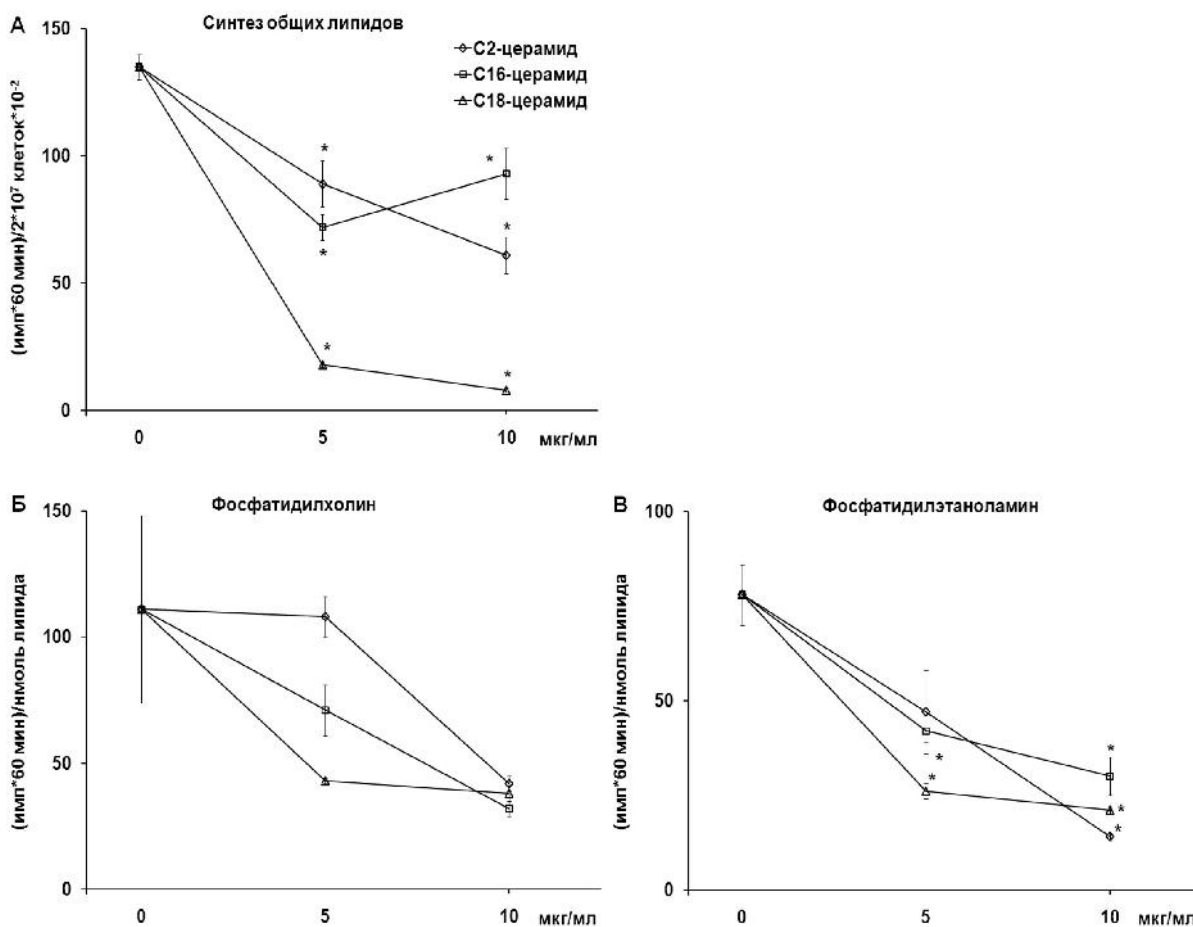 А
Синтез общих липидов
С2-церамид
С16-церамид
С18-церамид
(имп*60 мин)/2*10⁷ клеток*10⁻²
150
100
50
0
*
*
*
*
*
*
0 5 10 мкг/мл
Б
Фосфатидилхолин
(имп*60 мин)/нмоль липида
150
100
50
0
0 5 10 мкг/мл
В
Фосфатидилэтаноламин
(имп*60 мин)/нмоль липида
100
50
0
*
*
*
*
*
0 5 10 мкг/мл